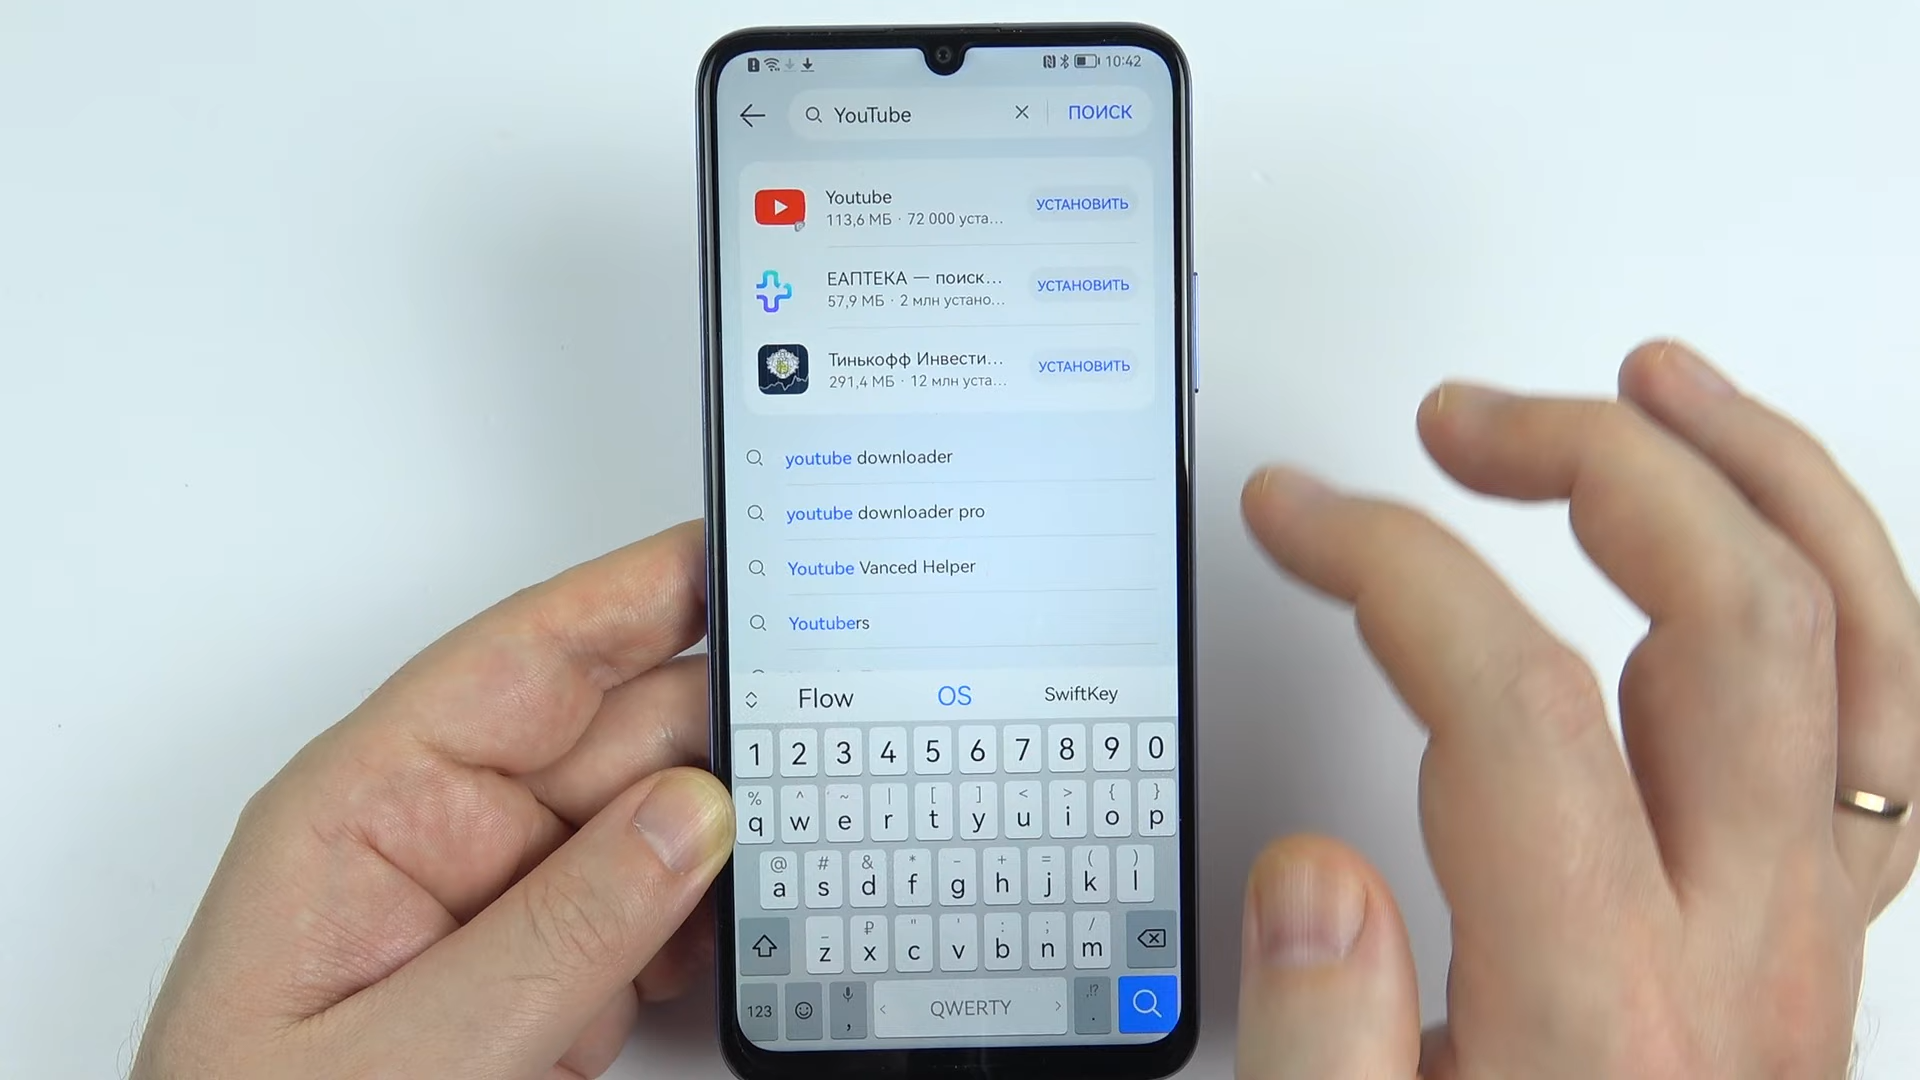 10:42
YouTube
ПОИСК
Youtube
113,6 МБ · 72 000 уста...
УСТАНОВИТЬ
ЕАПТЕКА — поиск...
57,9 МБ · 2 млн устано...
УСТАНОВИТЬ
Тинькофф Инвести...
291,4 МБ · 12 млн уста...
УСТАНОВИТЬ
youtube downloader
youtube downloader pro
Youtube Vanced Helper
Youtubers
Flow OS SwiftKey
1 2 3 4 5 6 7 8 9 0
% ^ ~ | [ ] < > { }
q w e r t y u i o p
@ # & * - + = ( )
a s d f g h j k l
_ ₽ " ' : ; /
z x c v b n m
,!?
123 , < QWERTY > .